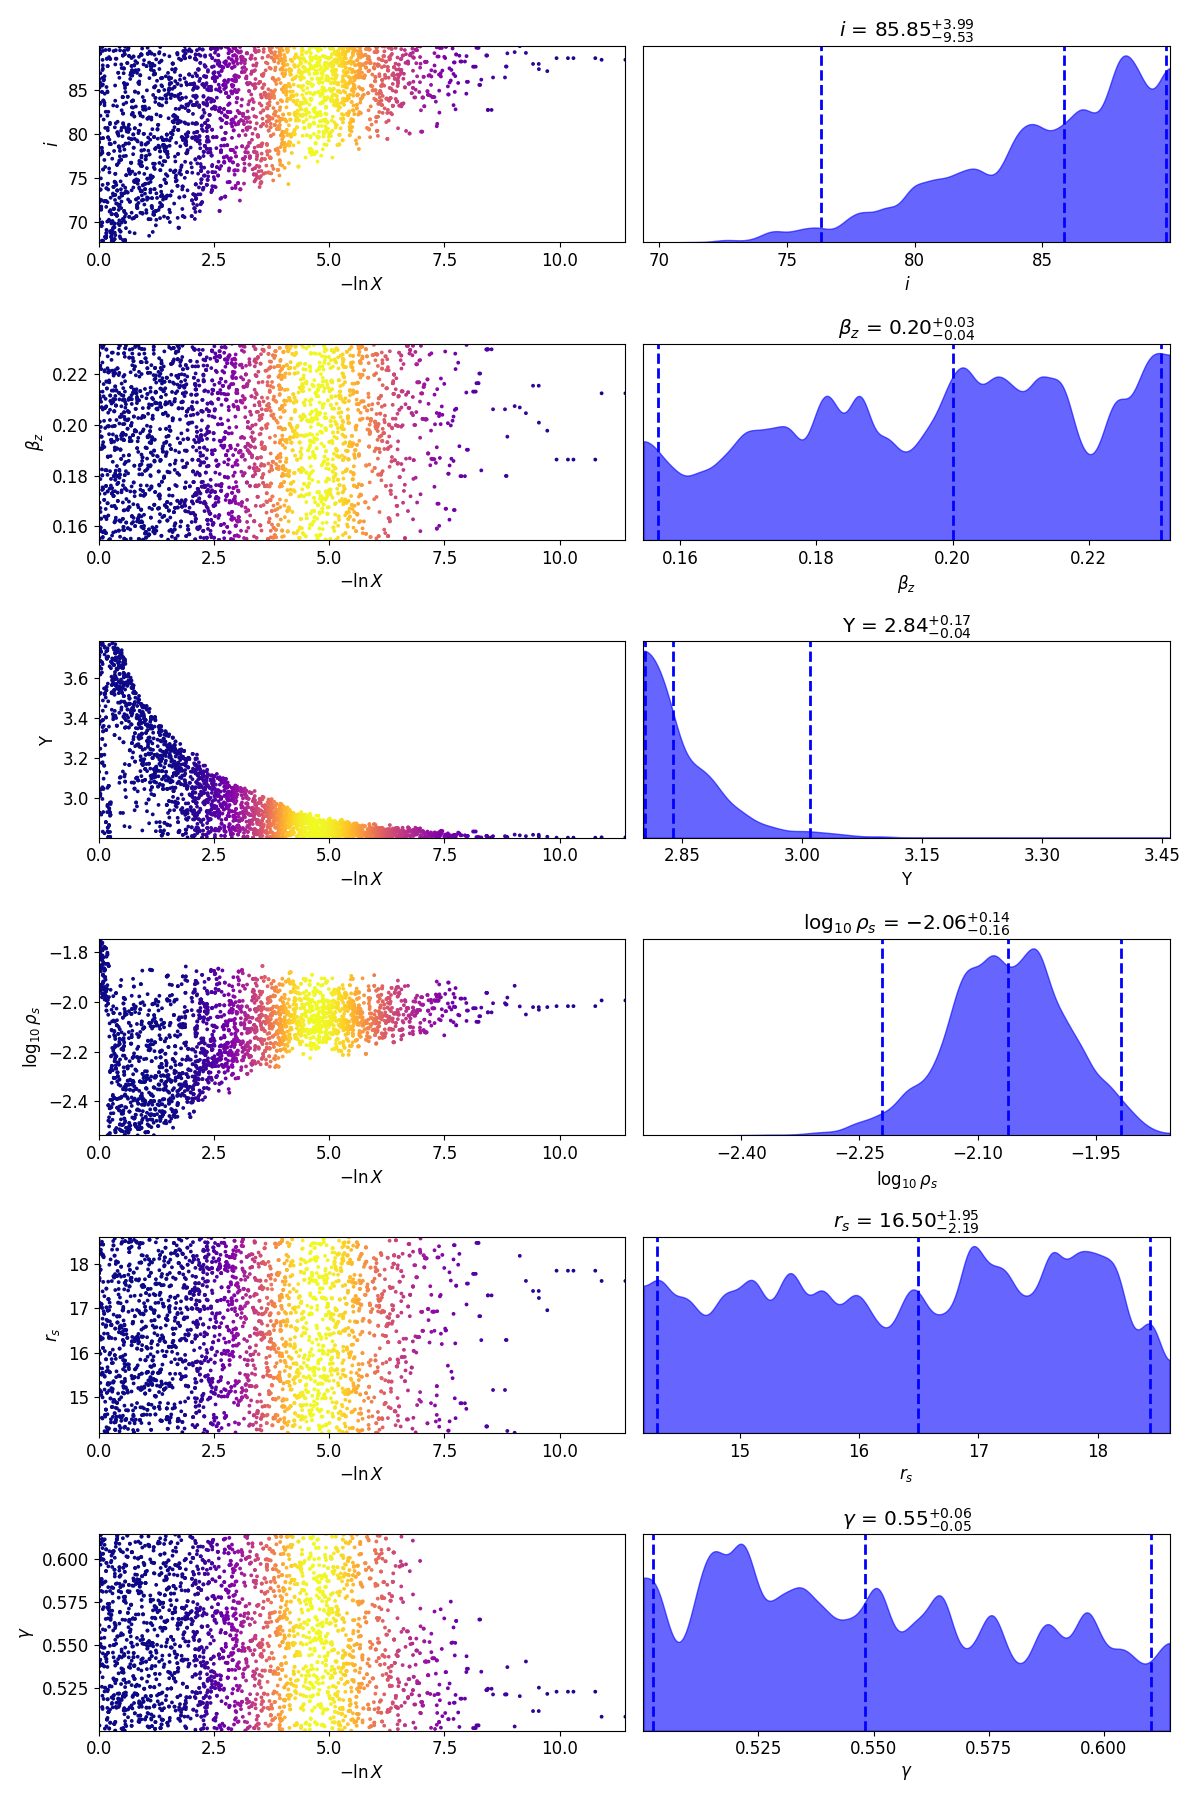 i = 85.85^{+3.99}_{-9.53}
85
80
75
70
i
0.0 2.5 5.0 7.5 10.0
−ln X
70 75 80 85
i
β_z = 0.20^{+0.03}_{-0.04}
0.22
0.20
0.18
0.16
β_z
0.0 2.5 5.0 7.5 10.0
−ln X
0.16 0.18 0.20 0.22
β_z
Y = 2.84^{+0.17}_{-0.04}
3.6
3.4
3.2
3.0
Y
0.0 2.5 5.0 7.5 10.0
−ln X
2.85 3.00 3.15 3.30 3.45
Y
log₁₀ ρ_s = −2.06^{+0.14}_{-0.16}
−1.8
−2.0
−2.2
−2.4
log₁₀ ρ_s
0.0 2.5 5.0 7.5 10.0
−ln X
−2.40 −2.25 −2.10 −1.95
log₁₀ ρ_s
r_s = 16.50^{+1.95}_{-2.19}
18
17
16
15
r_s
0.0 2.5 5.0 7.5 10.0
−ln X
15 16 17 18
r_s
γ = 0.55^{+0.06}_{-0.05}
0.600
0.575
0.550
0.525
γ
0.0 2.5 5.0 7.5 10.0
−ln X
0.525 0.550 0.575 0.600
γ